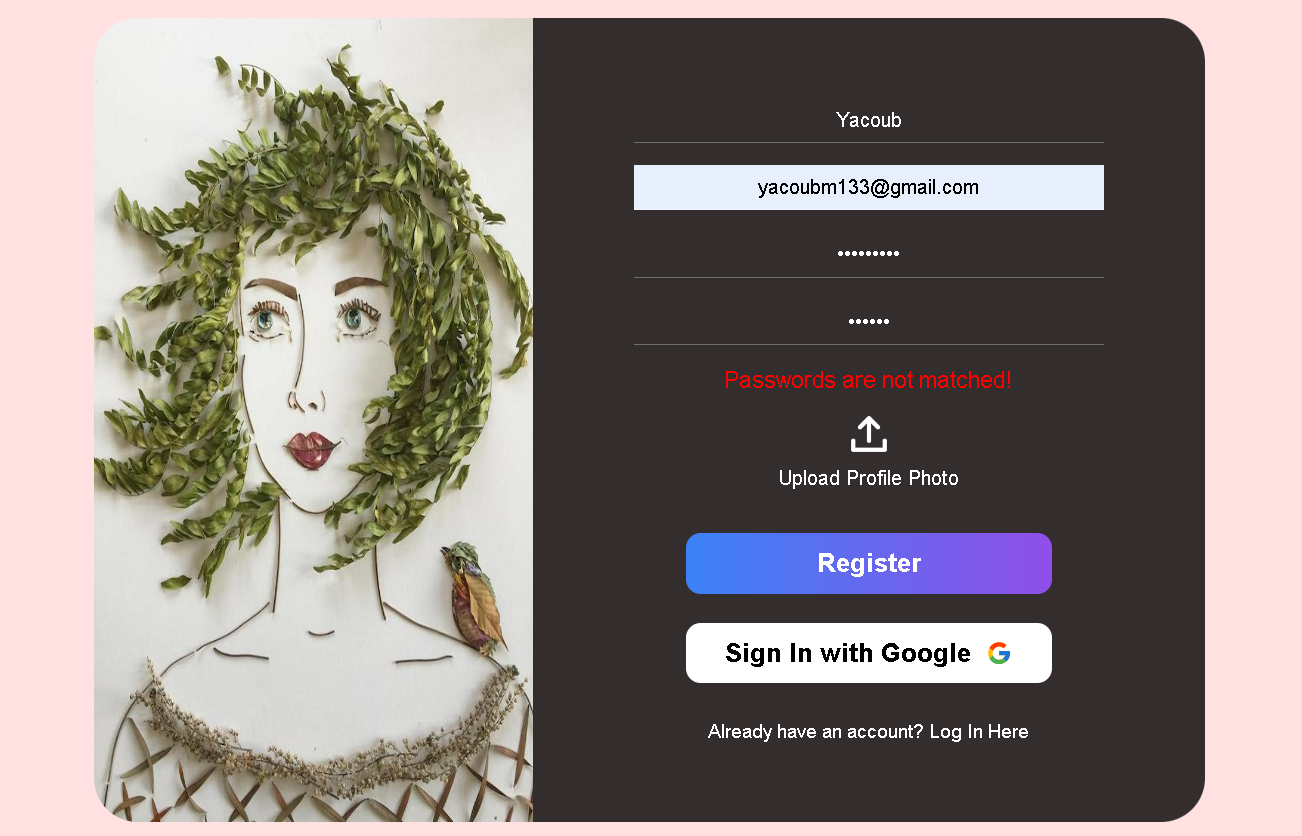 Yacoub
yacoubm133@gmail.com
•••••••••
••••••
Passwords are not matched!
Upload Profile Photo
Register
Sign In with Google
Already have an account? Log In Here